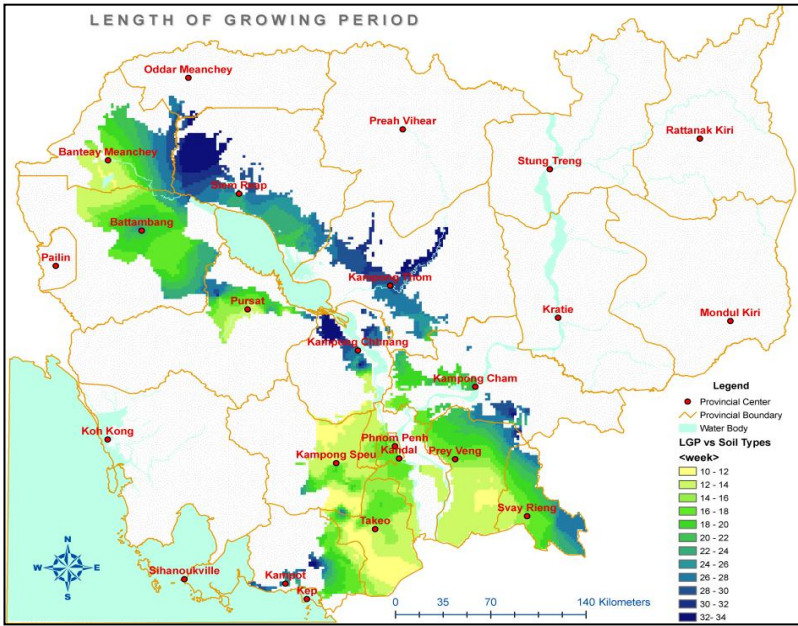 LENGTH OF GROWING PERIOD
Oddar Meanchey
Preah Vihear
Rattanak Kiri
Banteay Meanchey
Stung Treng
Siem Reap
Battambang
Pailin
Kampong Thom
Pursat
Kratie
Mondul Kiri
Kampong Chhnang
Kampong Cham
Koh Kong
Phnom Penh
Kandal
Prey Veng
Kampong Speu
Svay Rieng
Takeo
Sihanoukville
Kampot
Kep
Legend
Provincial Center
Provincial Boundary
Water Body
LGP vs Soil Types
<week>
10 - 12
12 - 14
14 - 16
16 - 18
18 - 20
20 - 22
22 - 24
24 - 26
26 - 28
28 - 30
30 - 32
32- 34
N
W E
S
0 35 70 140 Kilometers